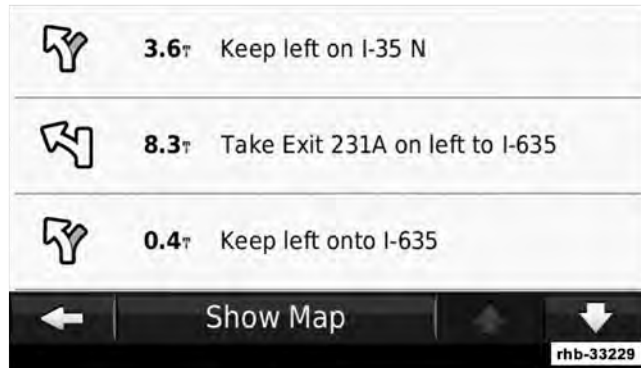 3.6 Keep left on I-35 N
8.3 Take Exit 231A on left to I-635
0.4 Keep left onto I-635
Show Map
rhb-33229